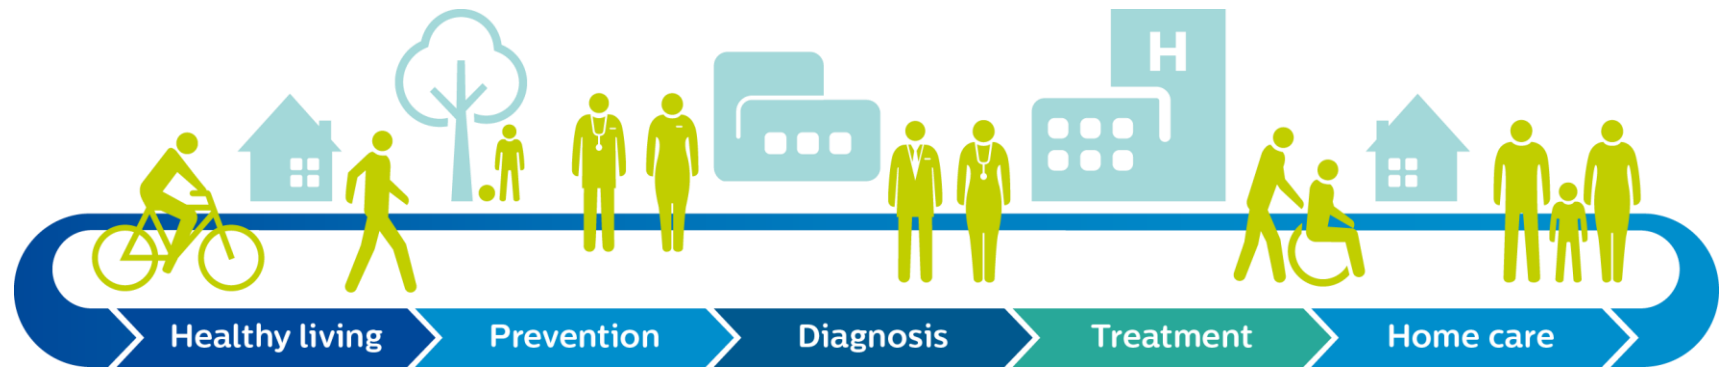 H
Healthy living
Prevention
Diagnosis
Treatment
Home care